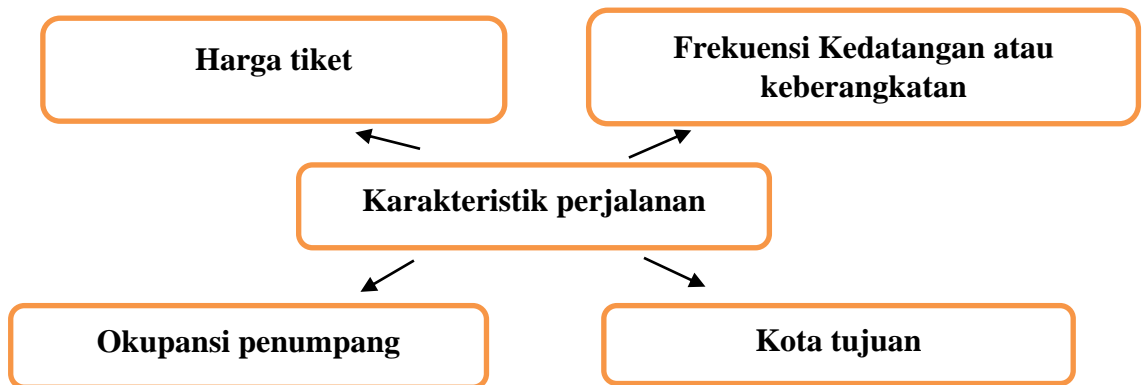 Harga tiket
Frekuensi Kedatangan atau
keberangkatan
Karakteristik perjalanan
Okupansi penumpang
Kota tujuan